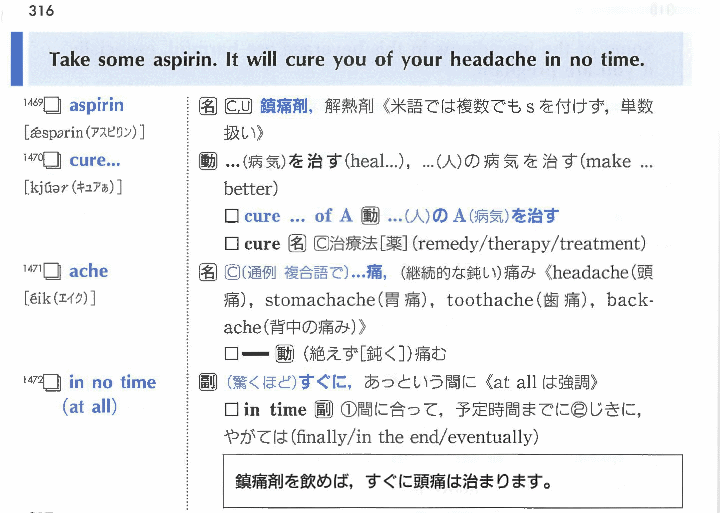 316
Take some aspirin. It will cure you of your headache in no time.
1469□ aspirin
[ǽspərin(アスピリン)]
名 C,U 鎮痛剤，解熱剤《米語では複数でも s を付けず，単数
扱い》
1470□ cure...
[kjúər(キュアぁ)]
動 ...(病気)を治す(heal...)，...(人)の病気を治す(make ...
better)
□ cure ... of A 動 ...(人)の A(病気)を治す
□ cure 名 C治療法[薬](remedy/therapy/treatment)
1471□ ache
[éik(エイク)]
名 C(通例 複合語で)...痛，(継続的な鈍い)痛み《headache(頭
痛)，stomachache(胃痛)，toothache(歯痛)，back-
ache(背中の痛み)》
□━ 動 (絶えず[鈍く])痛む
1472□ in no time
(at all)
副 (驚くほど)すぐに，あっという間に《at all は強調》
□ in time 副 ①間に合って，予定時間までに②じきに，
やがては(finally/in the end/eventually)
鎮痛剤を飲めば，すぐに頭痛は治まります。